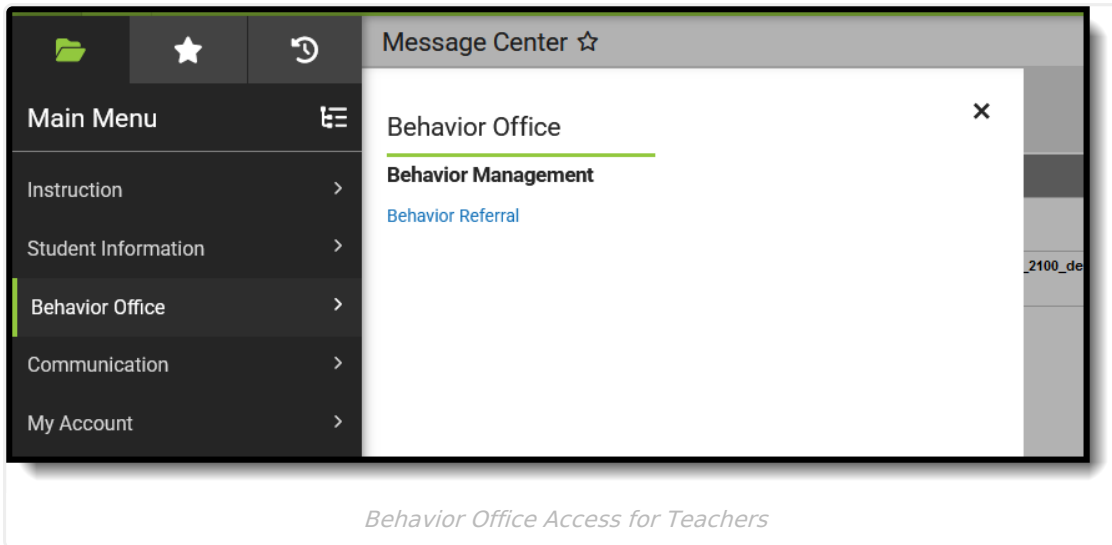 Message Center
Main Menu
Behavior Office
Behavior Management
Instruction
Behavior Referral
Student Information
_2100_de
Behavior Office
Communication
My Account
Behavior Office Access for Teachers